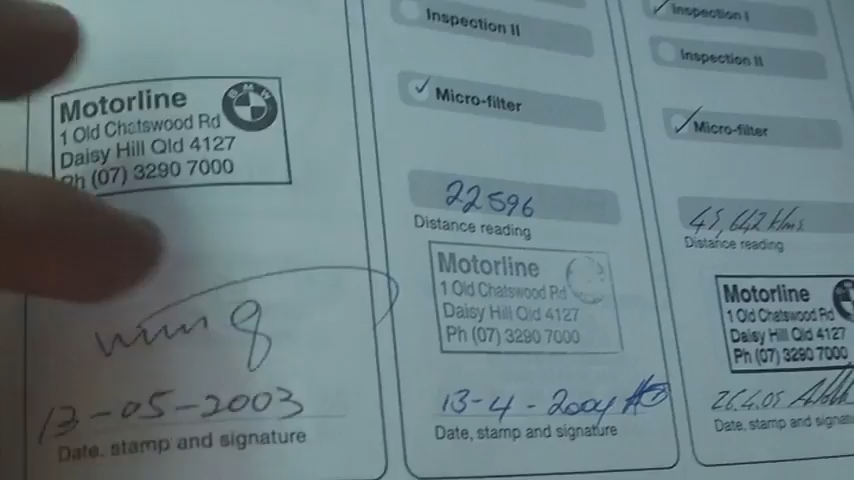 Motorline
BMW
1 Old Chatswood Rd
Daisy Hill Qld 4127
Ph (07) 3290 7000
13-05-2003
Date, stamp and signature
Inspection II
✓ Micro-filter
22596
Distance reading
Motorline
1 Old Chatswood Rd
Daisy Hill Qld 4127
Ph (07) 3290 7000
13-4-2004
Date, stamp and signature
✓ Inspection I
Inspection II
✓ Micro-filter
45,642 klms
Distance reading
Motorline
1 Old Chatswood Rd
Daisy Hill Qld 4127
Ph (07) 3290 7000
26.4.05
Date, stamp and signatu